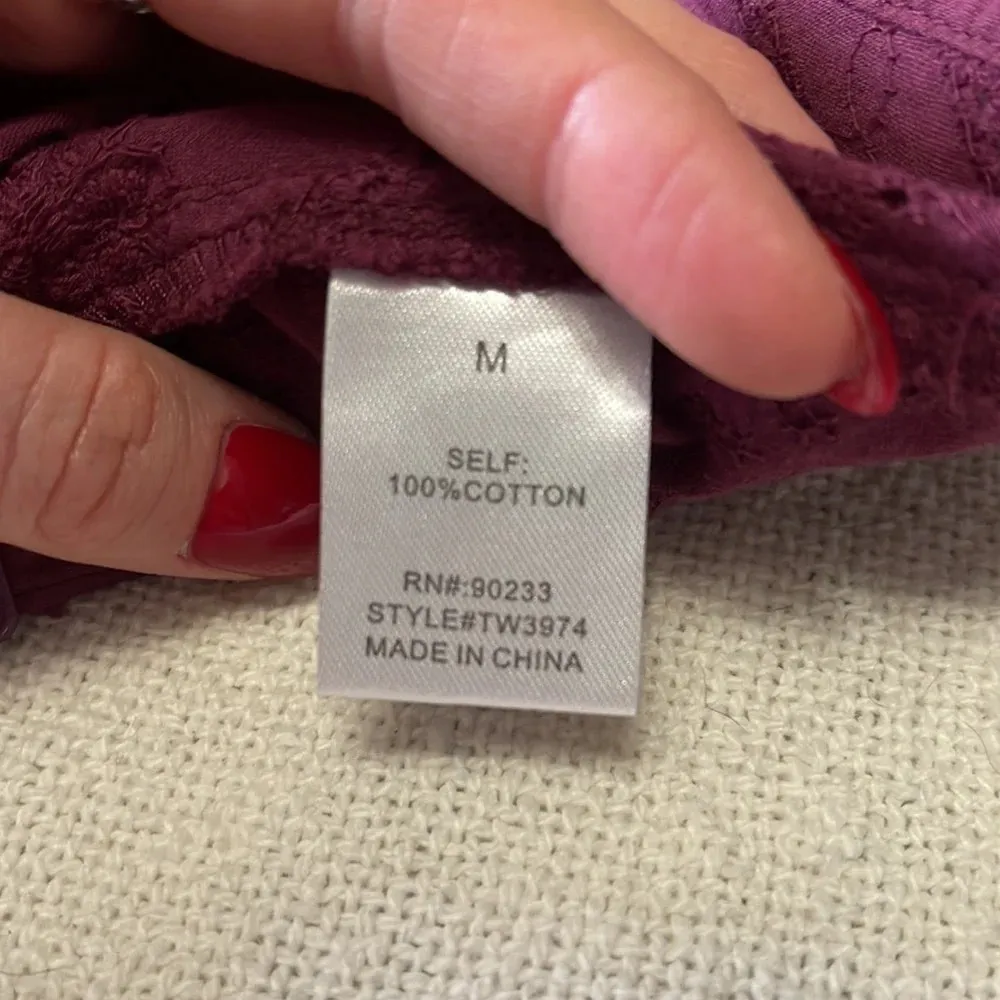 M
SELF:
100%COTTON
RN#:90233
STYLE#TW3974
MADE IN CHINA